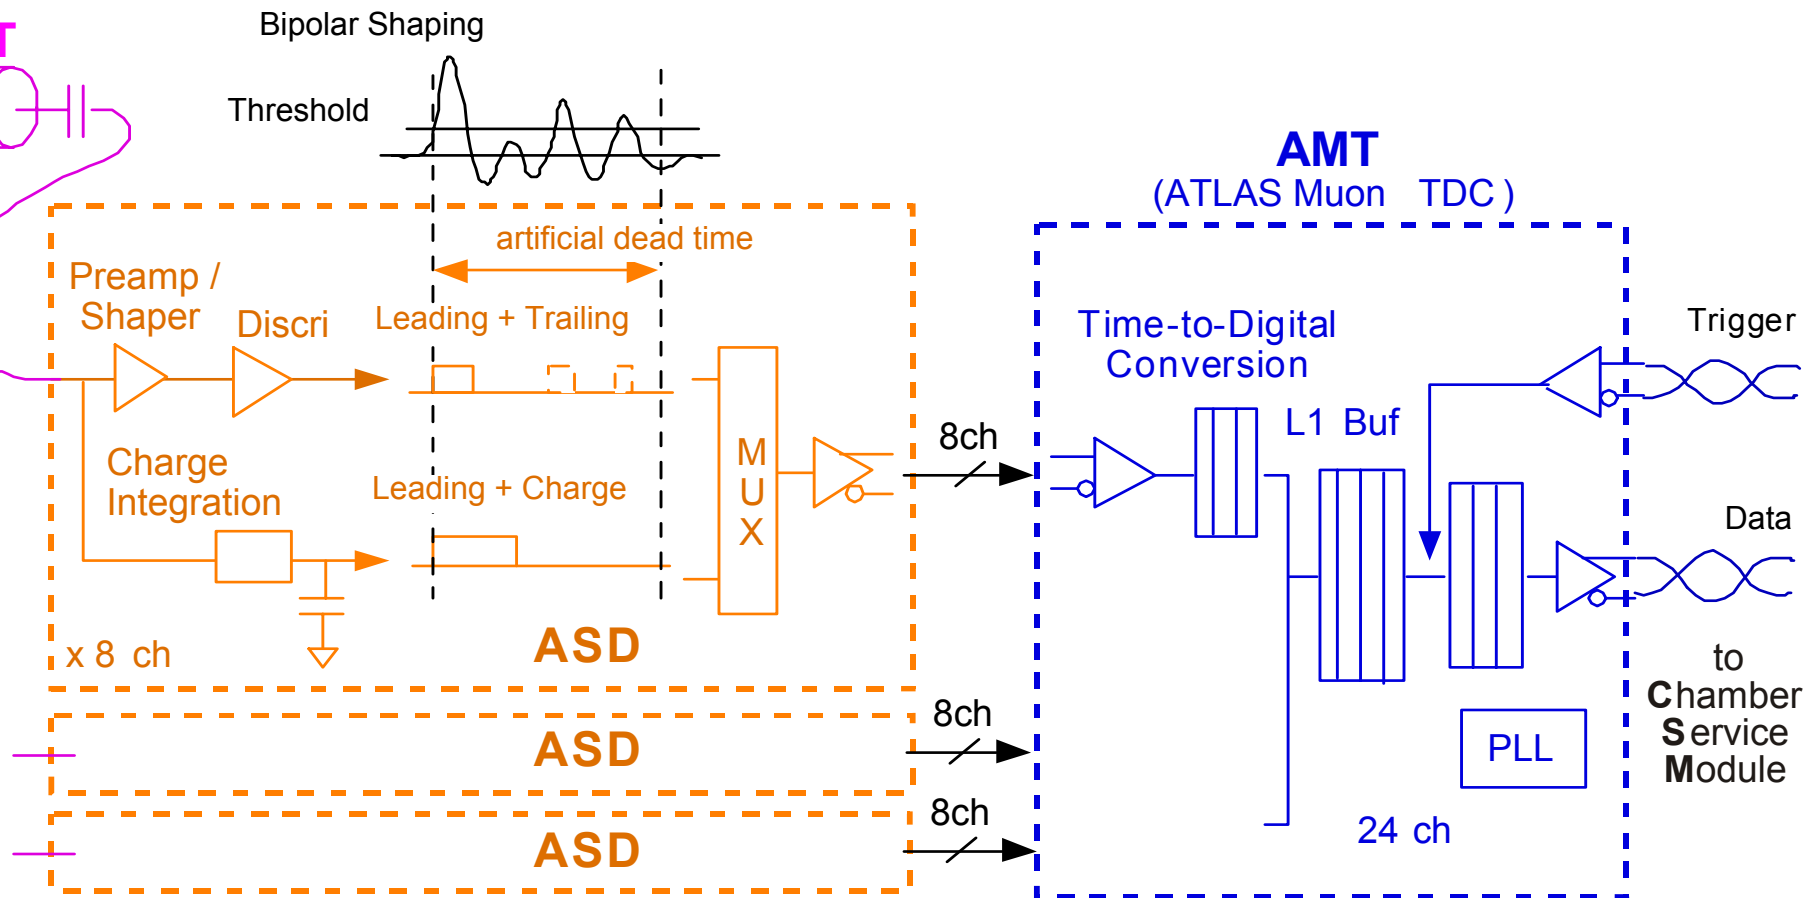 T
Bipolar Shaping
Threshold
AMT
(ATLAS Muon TDC)
artificial dead time
Preamp /
Shaper
Discri
Leading + Trailing
Time-to-Digital
Conversion
Trigger
L1 Buf
8ch
MUX
Charge
Integration
Leading + Charge
Data
x 8 ch
ASD
to
Chamber
Service
Module
8ch
ASD
PLL
8ch
ASD
24 ch